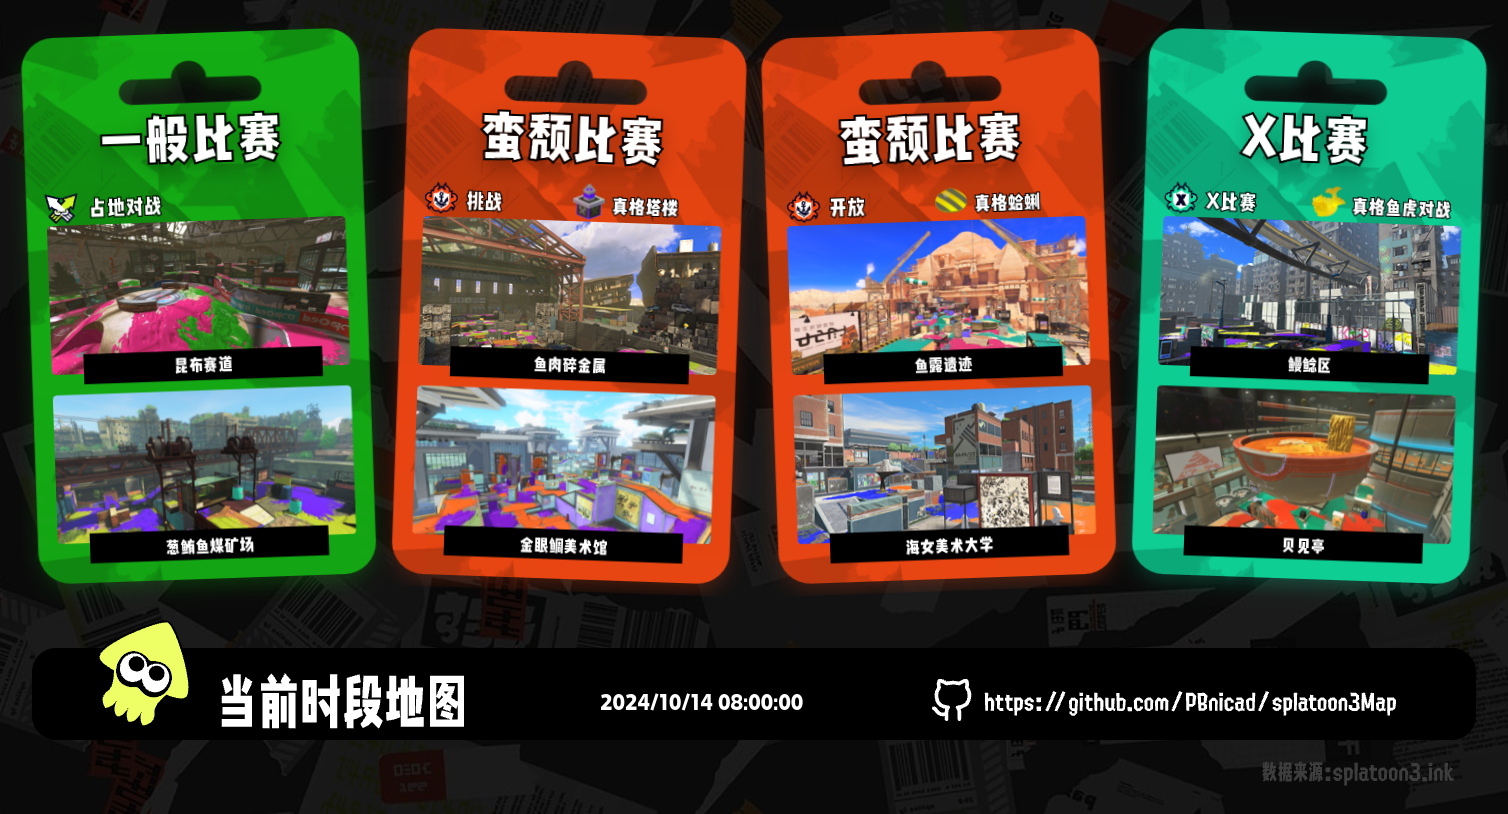 一般比赛
占地对战
昆布赛道
葱鲔鱼煤矿场
蛮颓比赛
挑战
真格塔楼
鱼肉碎金属
金眼鲷美术馆
蛮颓比赛
开放
真格蛤蜊
鱼露遗迹
海女美术大学
X比赛
X比赛
真格鱼虎对战
鳗鲶区
贝见亭
当前时段地图
2024/10/14 08:00:00
https://github.com/PBnicad/splatoon3Map
数据来源:splatoon3.ink